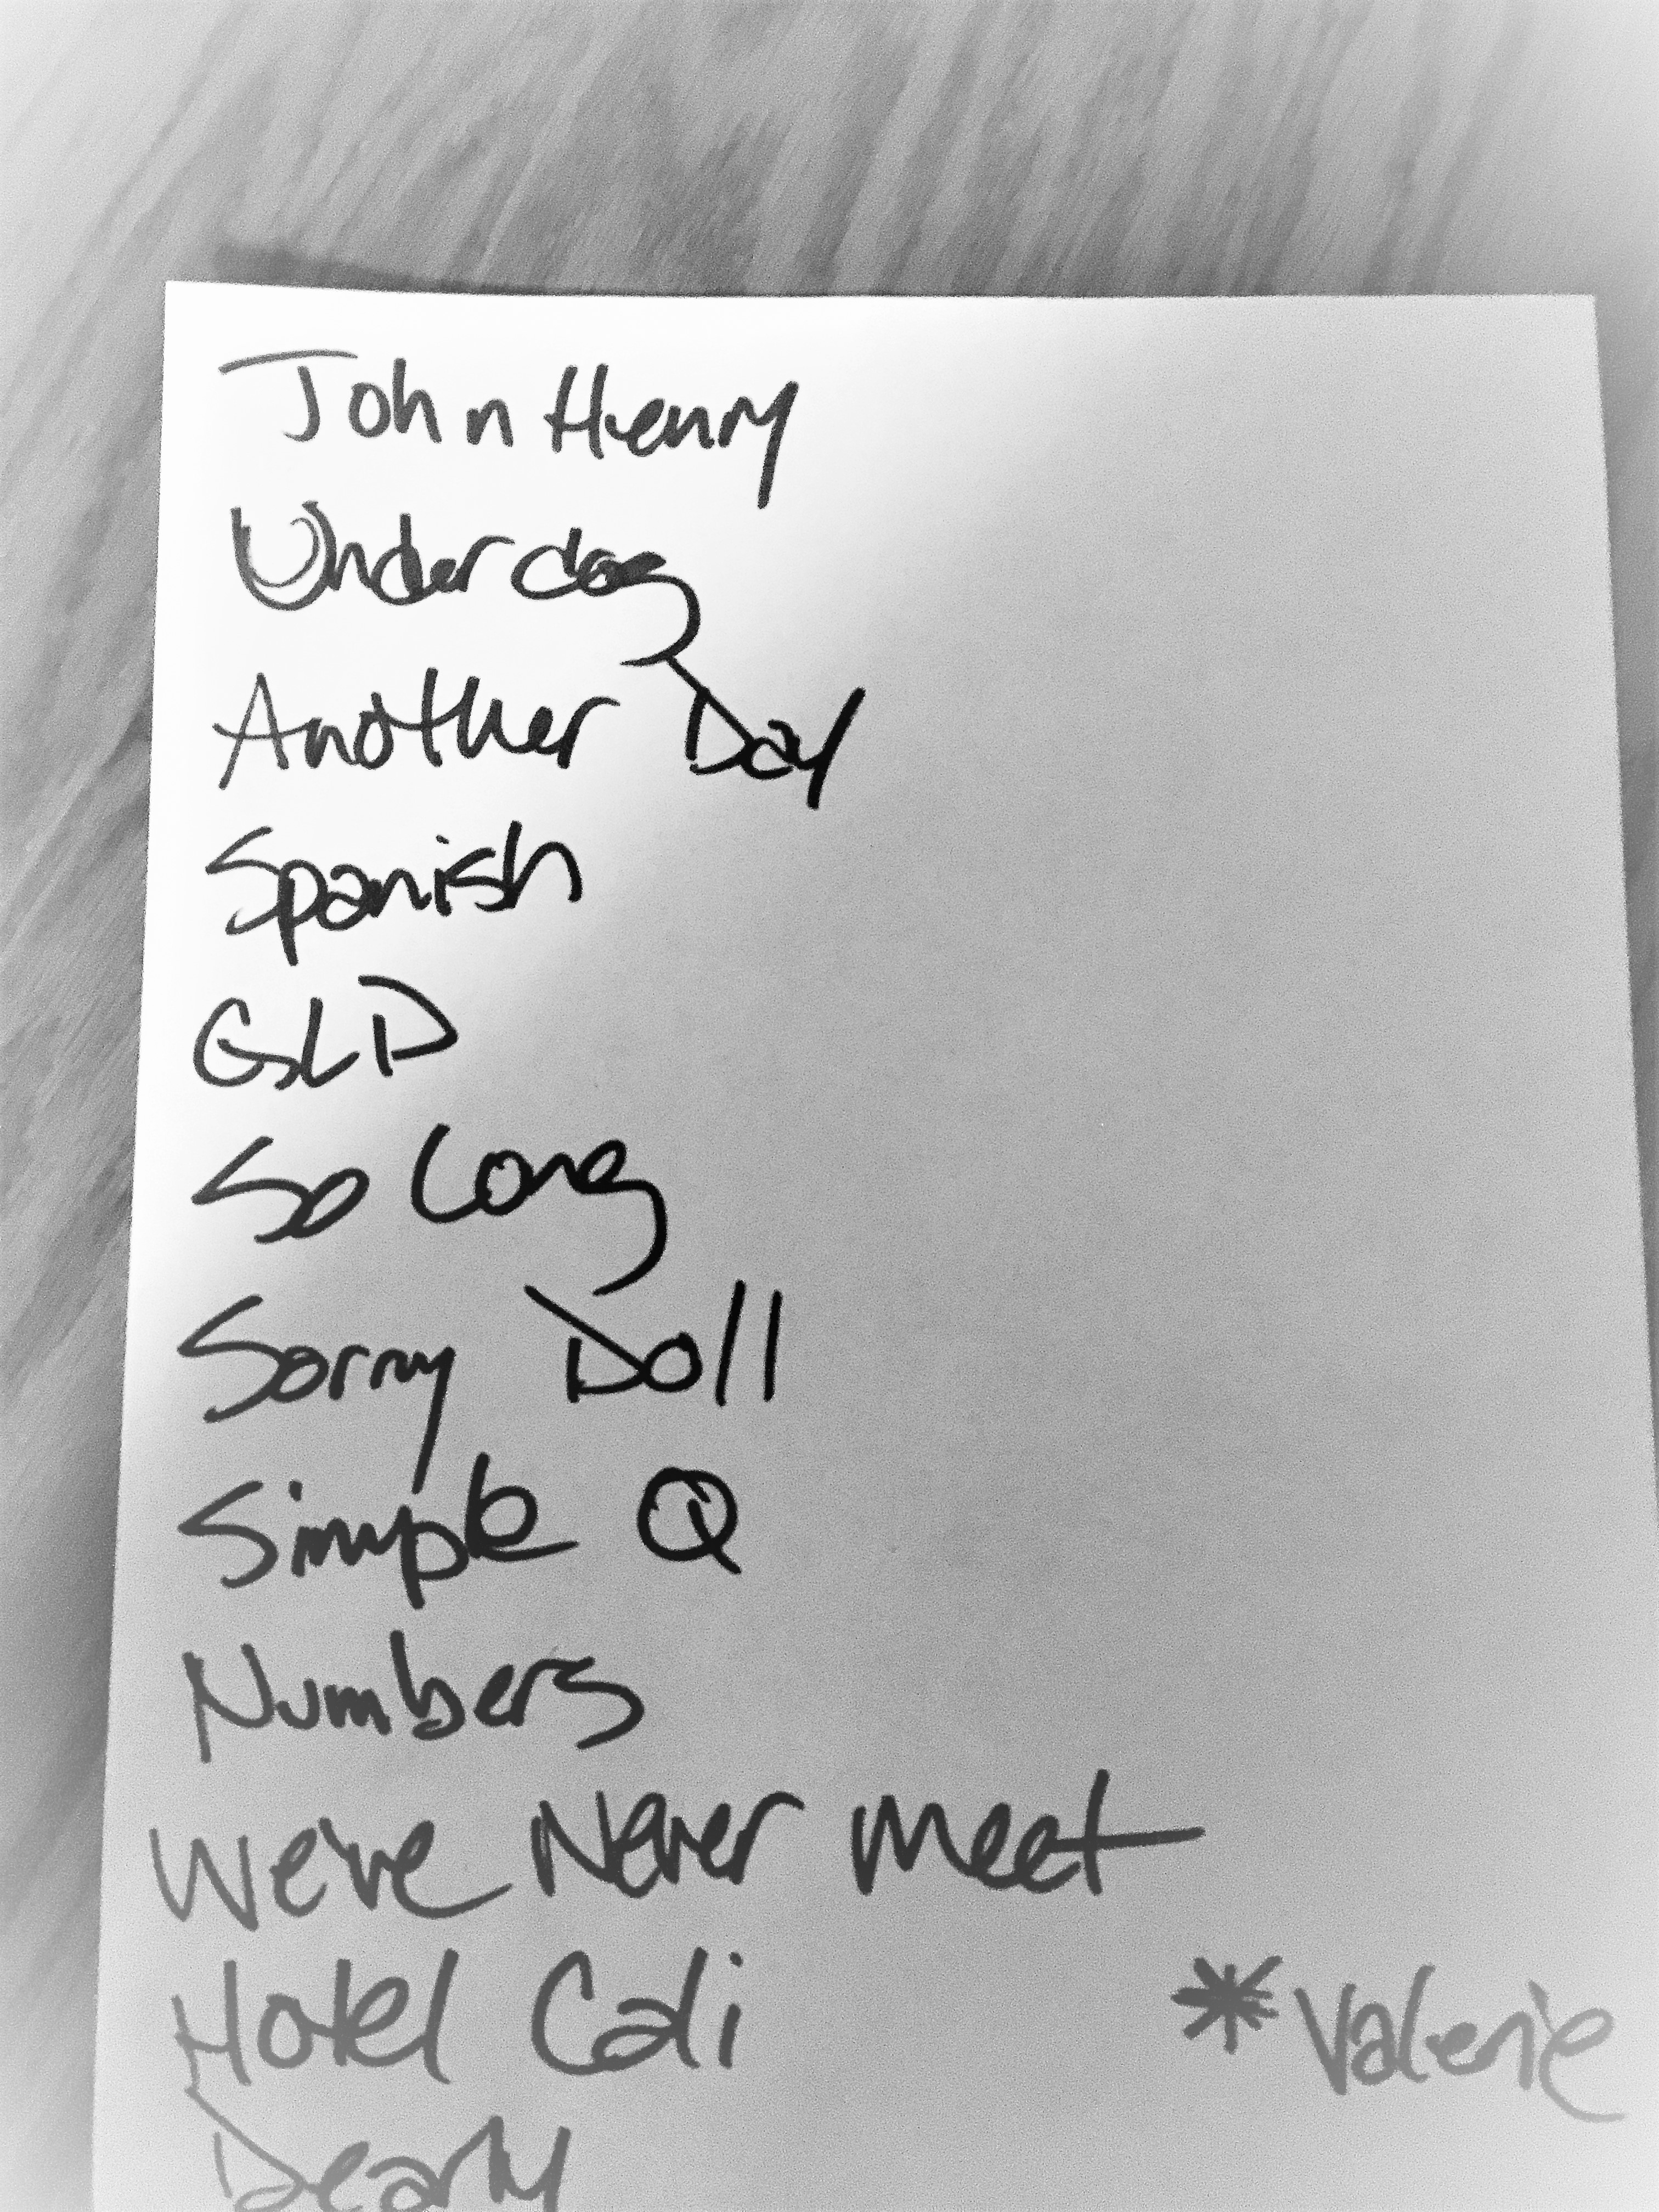 John Henry
Underdog
Another Day
Spanish
GLD
So Long
Sorry Doll
Simple Q
Numbers
We've Never Meet
Hotel Cali
*Valerie
Dearly